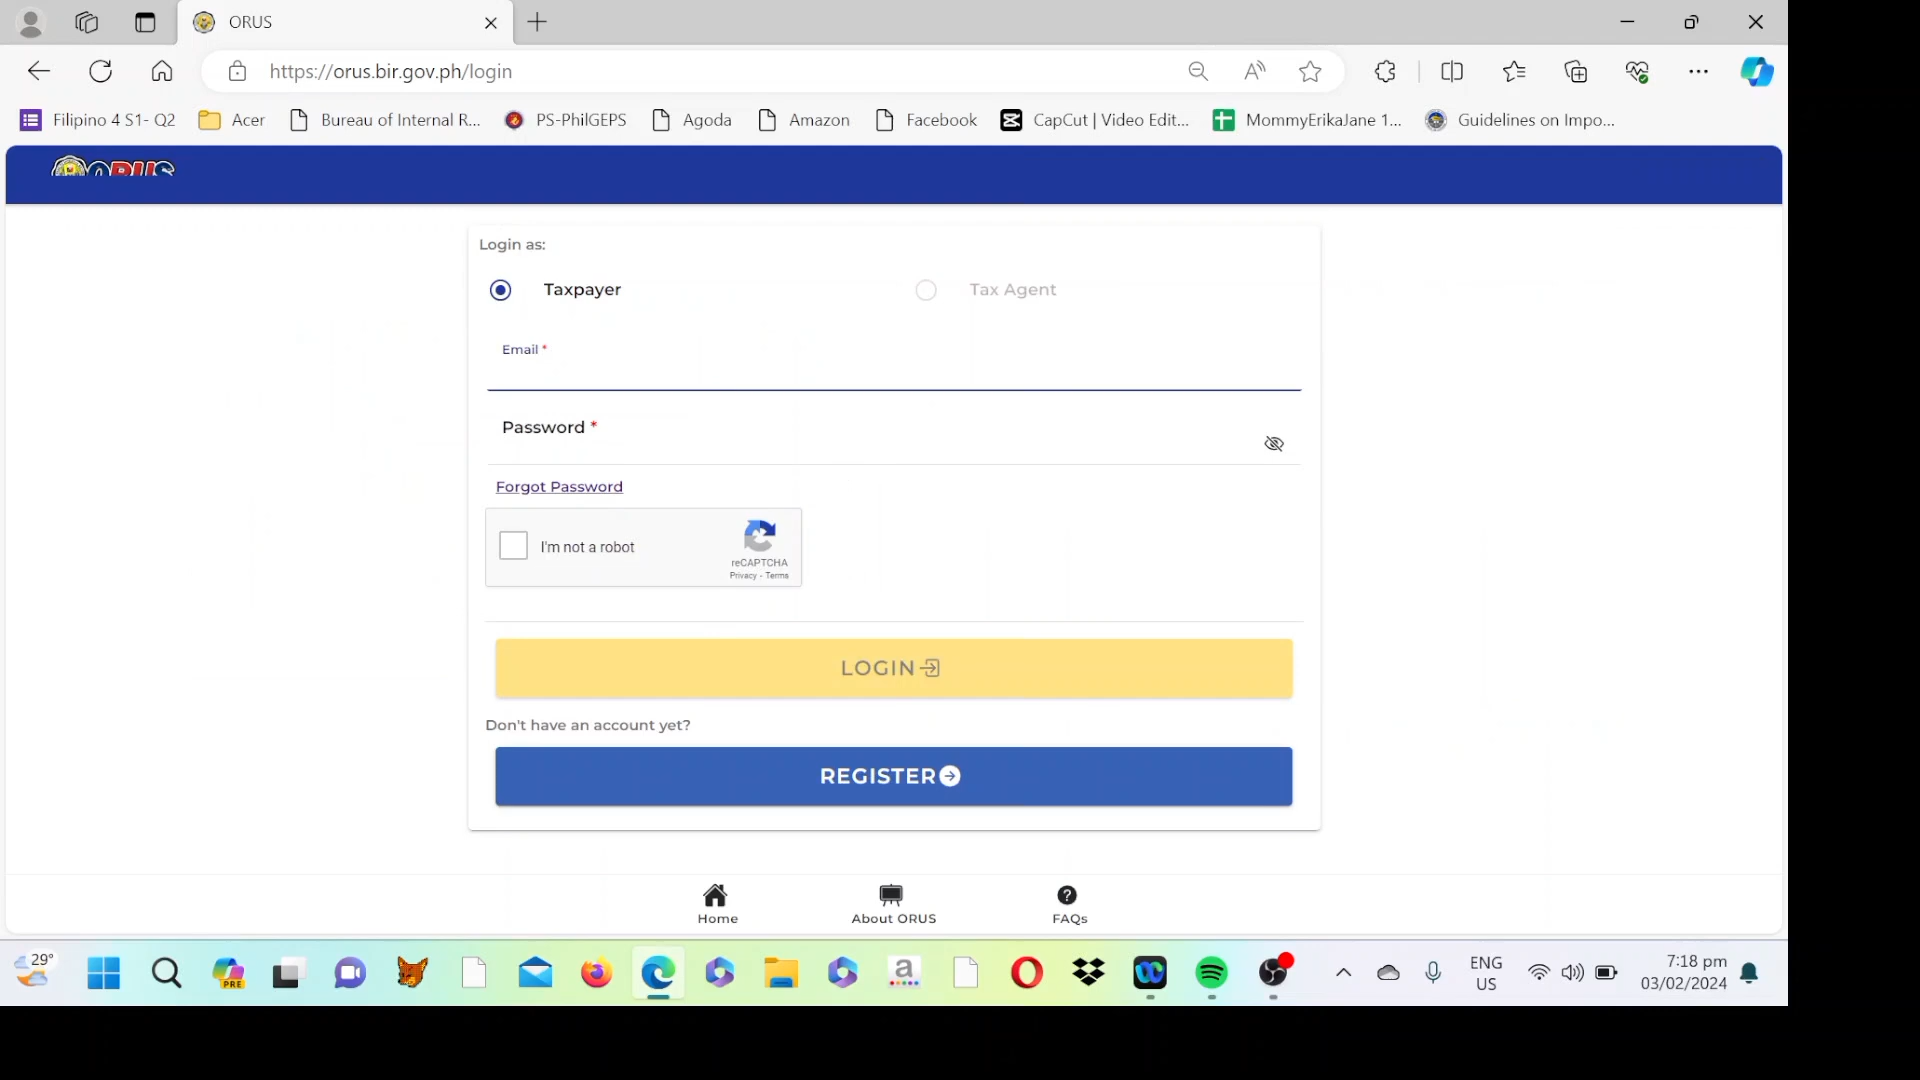 ORUS
https://orus.bir.gov.ph/login
Filipino 4 S1- Q2
Acer
Bureau of Internal R...
PS-PhilGEPS
Agoda
Amazon
Facebook
CapCut | Video Edit...
MommyErikaJane 1...
Guidelines on Impo...
ORUS
Login as:
Taxpayer
Tax Agent
Email *
Password *
Forgot Password
I'm not a robot
reCAPTCHA
Privacy - Terms
LOGIN
Don't have an account yet?
REGISTER
Home
About ORUS
FAQs
29°
PRE
a
ENG
US
7:18 pm
03/02/2024